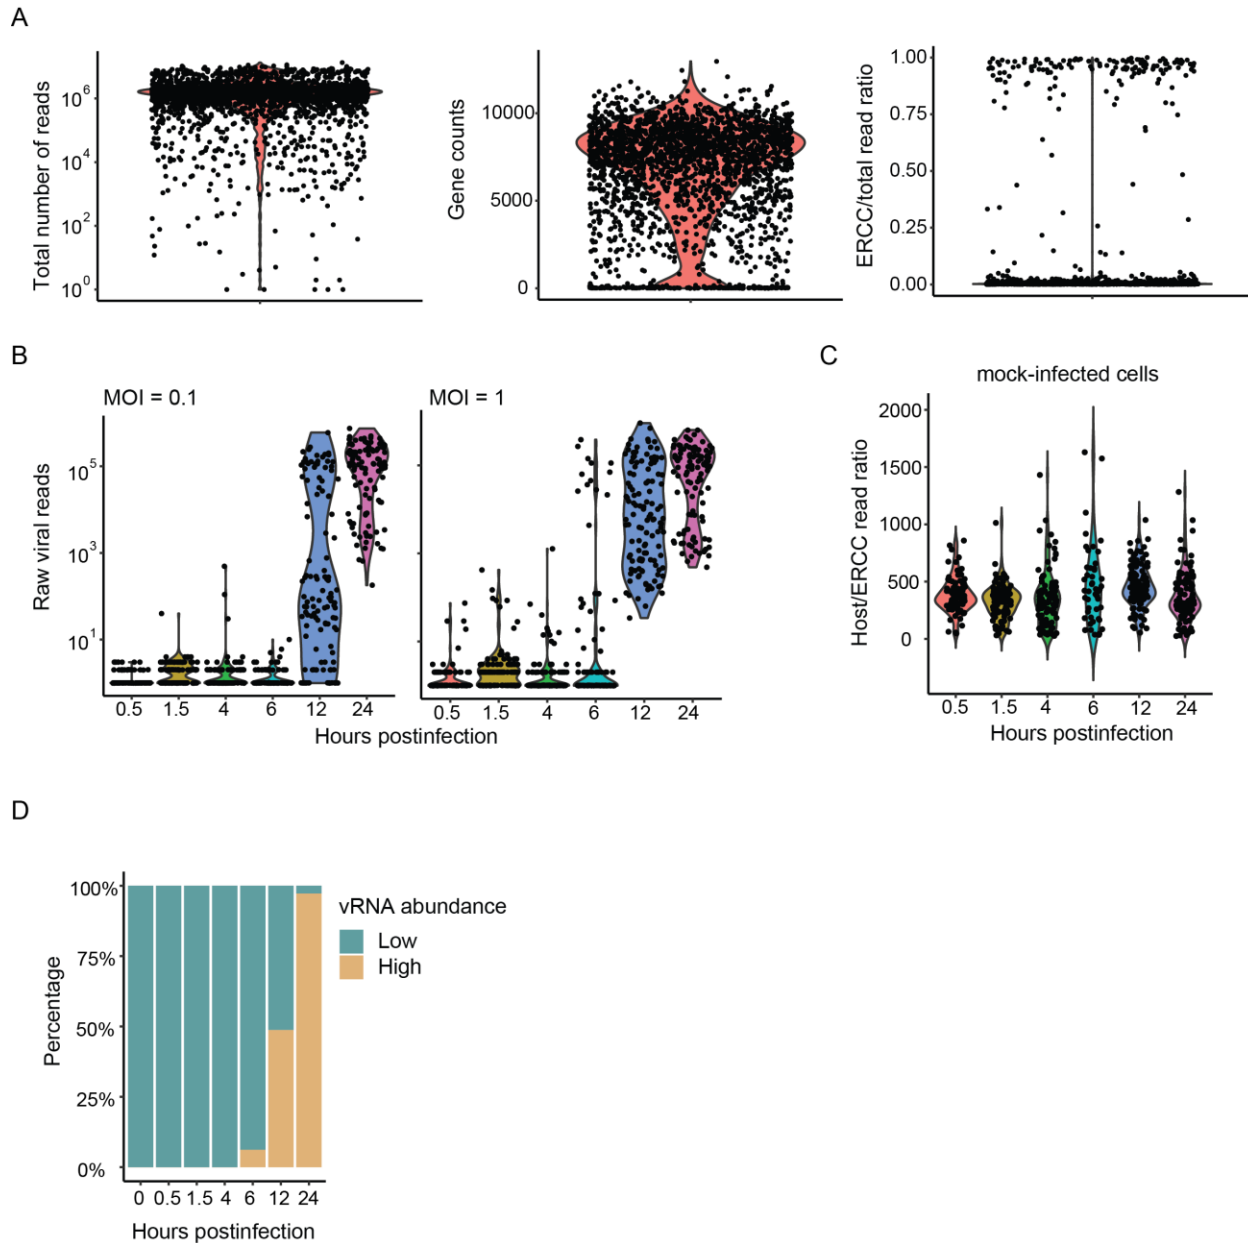 A
Total number of reads
10^6
10^4
10^2
10^0
Gene counts
10000
5000
0
ERCC/total read ratio
1.00
0.75
0.50
0.25
0.00
B
MOI = 0.1
MOI = 1
Raw viral reads
10^5
10^3
10^1
0.5 1.5 4 6 12 24
0.5 1.5 4 6 12 24
Hours postinfection
C
mock-infected cells
Host/ERCC read ratio
2000
1500
1000
500
0
0.5 1.5 4 6 12 24
Hours postinfection
D
Percentage
100%
75%
50%
25%
0%
0 0.5 1.5 4 6 12 24
Hours postinfection
vRNA abundance
Low
High